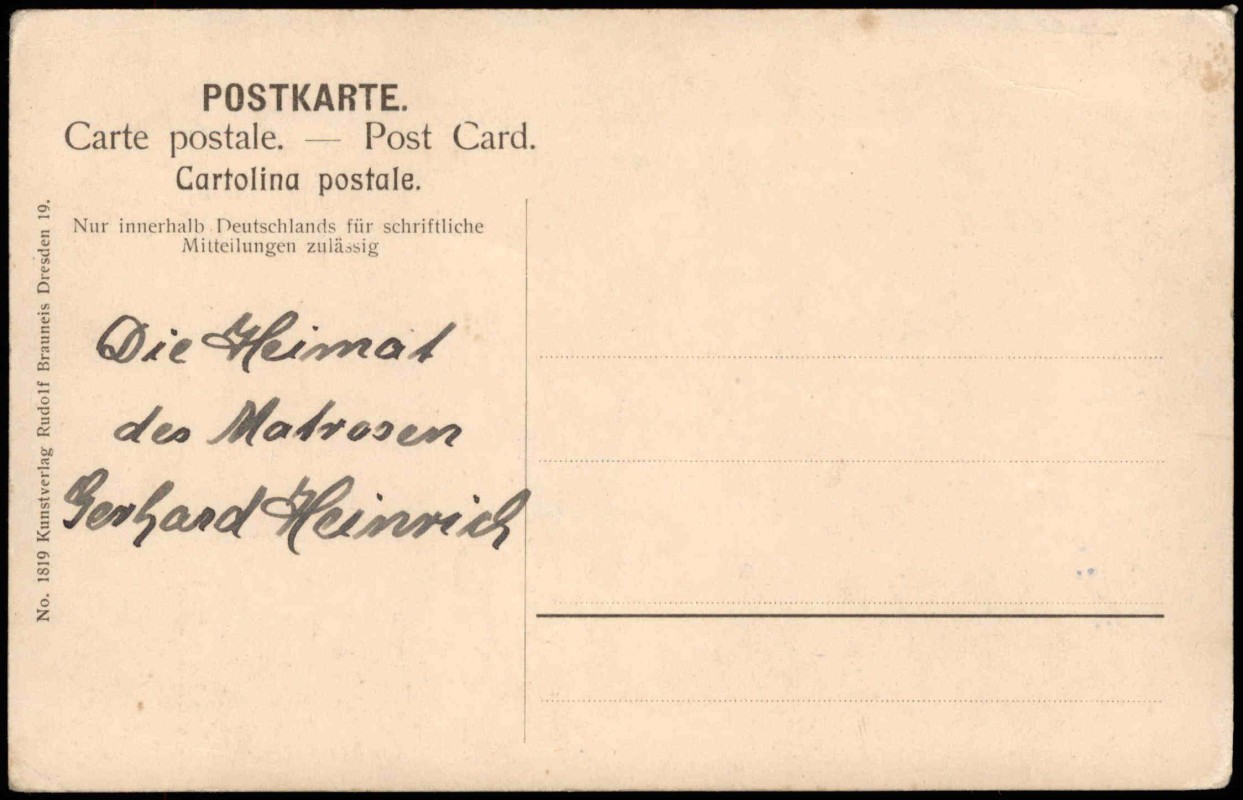 POSTKARTE.
Carte postale. — Post Card.
Cartolina postale.
Nur innerhalb Deutschlands für schriftliche
Mitteilungen zulässig
Die Heimat
des Matrosen
Gerhard Heinrich
No. 1819 Kunstverlag Rudolf Brauneis Dresden 19.